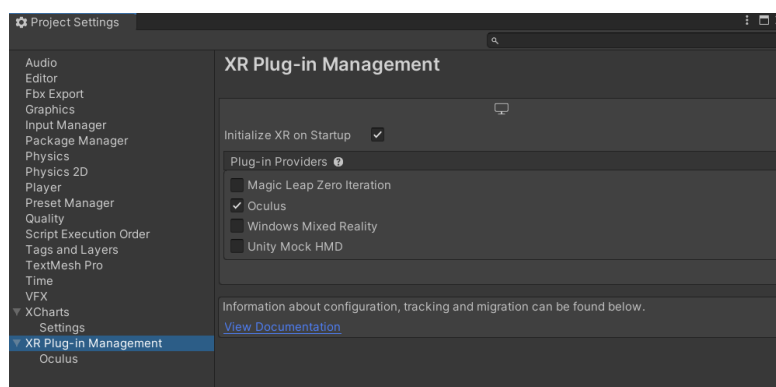 Project Settings
Audio
Editor
Fbx Export
Graphics
Input Manager
Package Manager
Physics
Physics 2D
Player
Preset Manager
Quality
Script Execution Order
Tags and Layers
TextMesh Pro
Time
VFX
XCharts
Settings
XR Plug-in Management
Oculus
XR Plug-in Management
Initialize XR on Startup
Plug-in Providers
Magic Leap Zero Iteration
Oculus
Windows Mixed Reality
Unity Mock HMD
Information about configuration, tracking and migration can be found below.
View Documentation